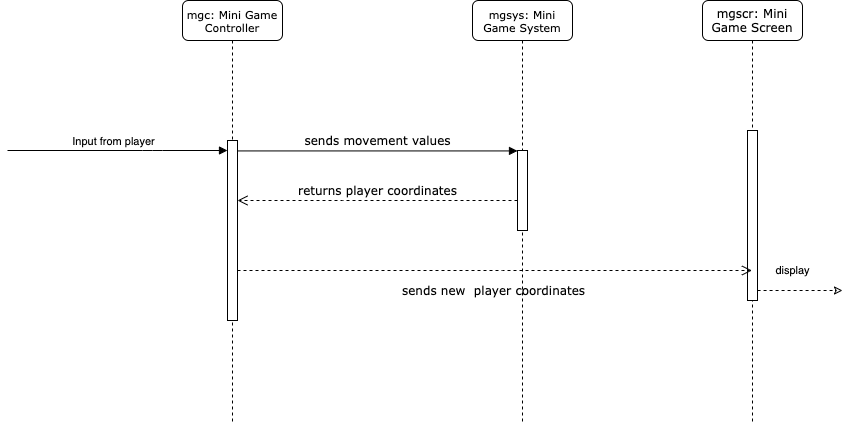 mgc: Mini Game
Controller
mgsys: Mini
Game System
mgscr: Mini
Game Screen
Input from player
sends movement values
returns player coordinates
display
sends new  player coordinates